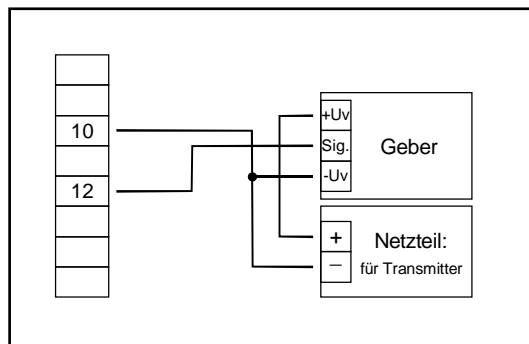 10
12
+Uv
Sig.
-Uv
Geber
+
−
Netzteil:
für Transmitter